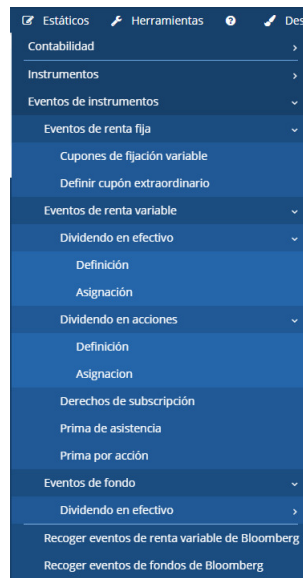 Estáticos Herramientas ? Des
Contabilidad
Instrumentos
Eventos de instrumentos
Eventos de renta fija
Cupones de fijación variable
Definir cupón extraordinario
Eventos de renta variable
Dividendo en efectivo
Definición
Asignación
Dividendo en acciones
Definición
Asignacion
Derechos de subscripción
Prima de asistencia
Prima por acción
Eventos de fondo
Dividendo en efectivo
Recoger eventos de renta variable de Bloomberg
Recoger eventos de fondos de Bloomberg